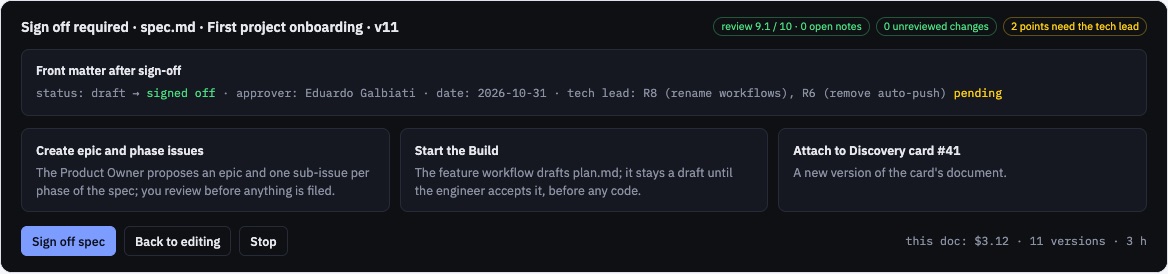 Sign off required · spec.md · First project onboarding · v11
review 9.1 / 10 · 0 open notes
0 unreviewed changes
2 points need the tech lead
Front matter after sign-off
status: draft → signed off · approver: Eduardo Galbiati · date: 2026-10-31 · tech lead: R8 (rename workflows), R6 (remove auto-push) pending
Create epic and phase issues
The Product Owner proposes an epic and one sub-issue per
phase of the spec; you review before anything is filed.
Start the Build
The feature workflow drafts plan.md; it stays a draft until
the engineer accepts it, before any code.
Attach to Discovery card #41
A new version of the card's document.
Sign off spec
Back to editing
Stop
this doc: $3.12 · 11 versions · 3 h